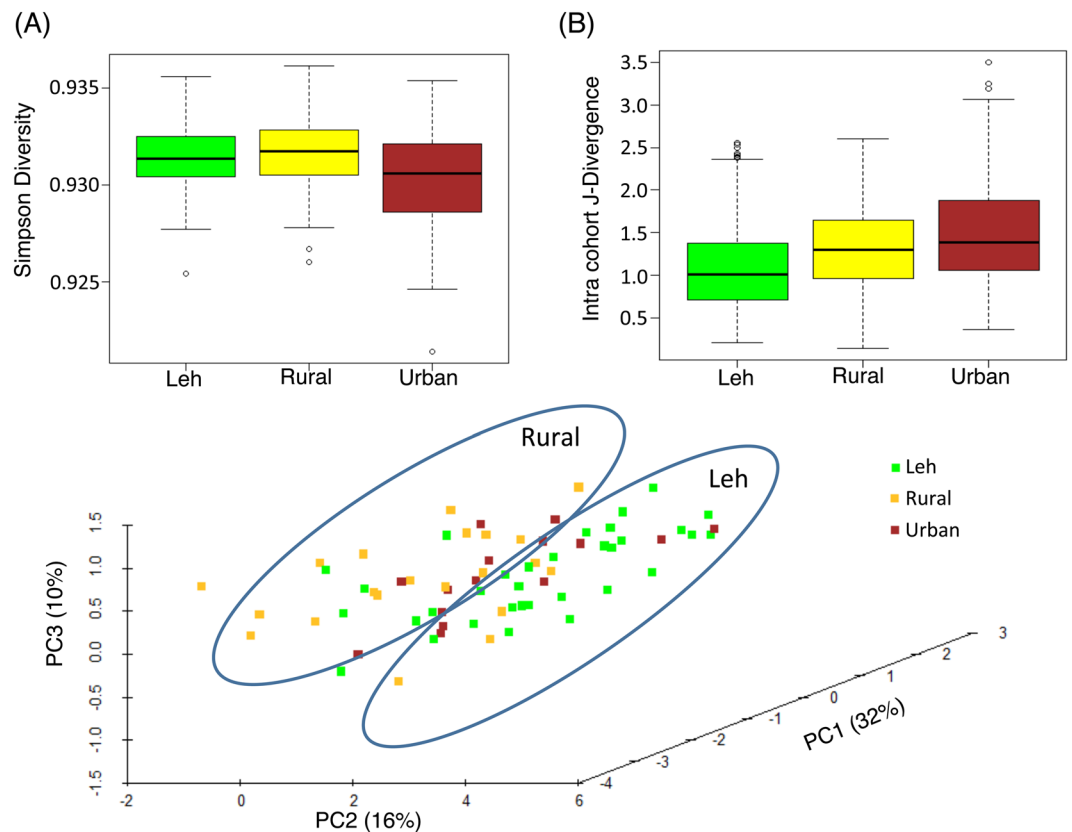 (A)
Simpson Diversity
0.935
0.930
0.925
Leh Rural Urban
(B)
Intra cohort J-Divergence
3.5
3.0
2.5
2.0
1.5
1.0
0.5
Leh Rural Urban
Rural
Leh
Leh
Rural
Urban
PC3 (10%)
1.5
1.0
0.5
0.0
-0.5
-1.0
-1.5
-2 0 2 4 6
PC2 (16%)
-4 -3 -2 -1 0 1 2 3
PC1 (32%)